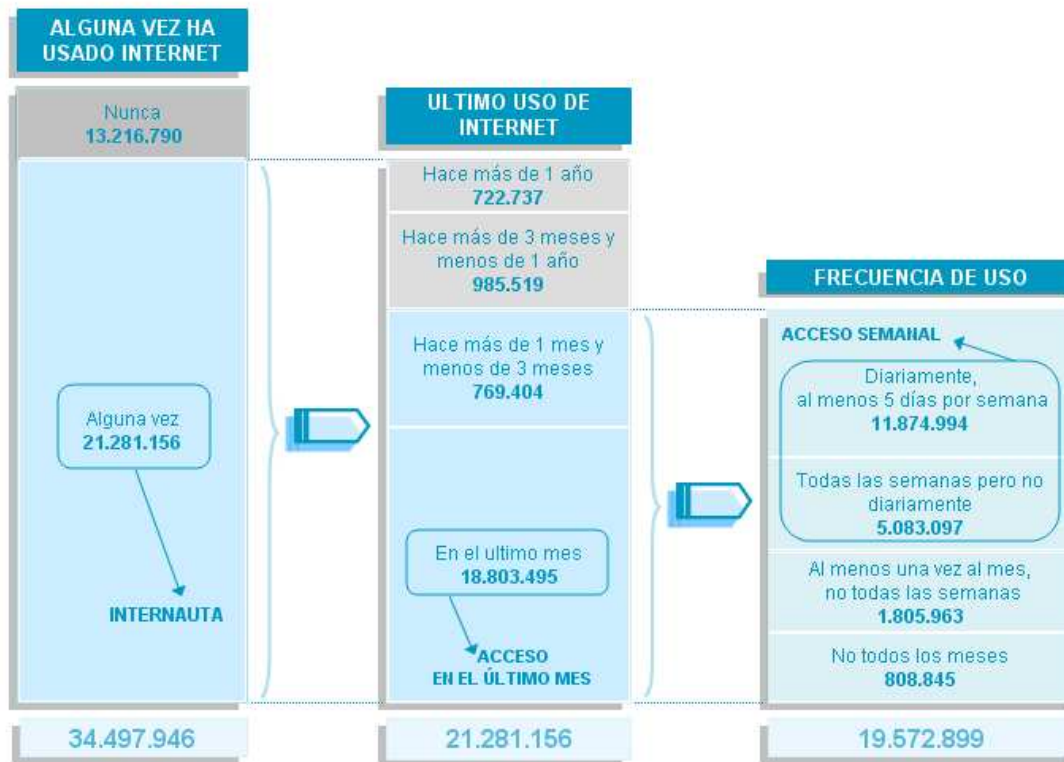 ALGUNA VEZ HA
USADO INTERNET
Nunca
13.216.790
Alguna vez
21.281.156
INTERNAUTA
34.497.946
ULTIMO USO DE
INTERNET
Hace más de 1 año
722.737
Hace más de 3 meses y
menos de 1 año
985.519
Hace más de 1 mes y
menos de 3 meses
769.404
En el ultimo mes
18.803.495
ACCESO
EN EL ÚLTIMO MES
21.281.156
FRECUENCIA DE USO
ACCESO SEMANAL
Diariamente,
al menos 5 días por semana
11.874.994
Todas las semanas pero no
diariamente
5.083.097
Al menos una vez al mes,
no todas las semanas
1.805.963
No todos los meses
808.845
19.572.899